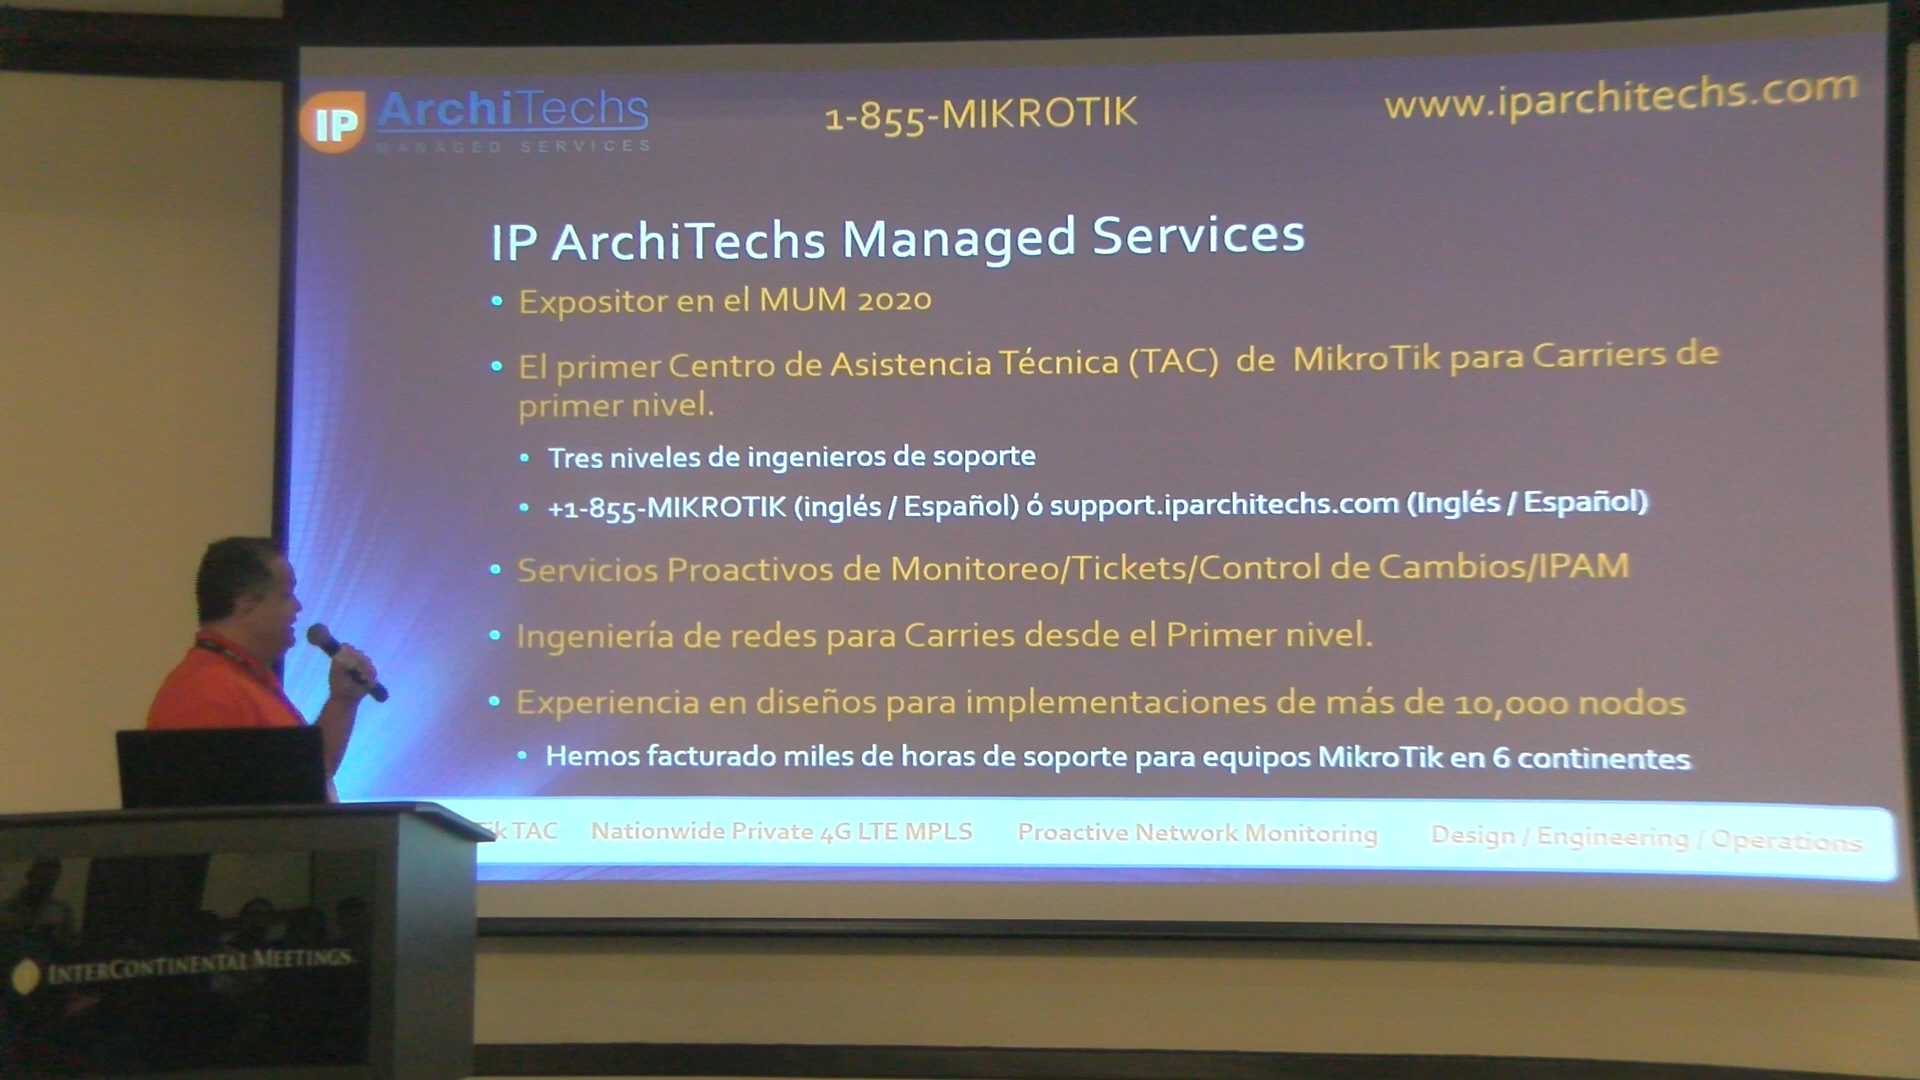 IP ArchiTechs
MANAGED SERVICES
1-855-MIKROTIK
www.iparchitechs.com
IP ArchiTechs Managed Services
• Expositor en el MUM 2020
• El primer Centro de Asistencia Técnica (TAC) de MikroTik para Carriers de
primer nivel.
• Tres niveles de ingenieros de soporte
• +1-855-MIKROTIK (inglés / Español) ó support.iparchitechs.com (Inglés / Español)
• Servicios Proactivos de Monitoreo/Tickets/Control de Cambios/IPAM
• Ingeniería de redes para Carries desde el Primer nivel.
• Experiencia en diseños para implementaciones de más de 10,000 nodos
• Hemos facturado miles de horas de soporte para equipos MikroTik en 6 continentes
TAC Nationwide Private 4G LTE MPLS Proactive Network Monitoring Design / Engineering / Operations
INTERCONTINENTAL MEETINGS